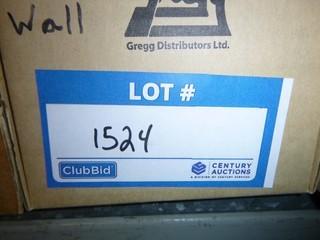 Wall
Gregg Distributors Ltd.
LOT #
1524
ClubBid
CENTURY
AUCTIONS
A DIVISION OF CENTURY SERVICES